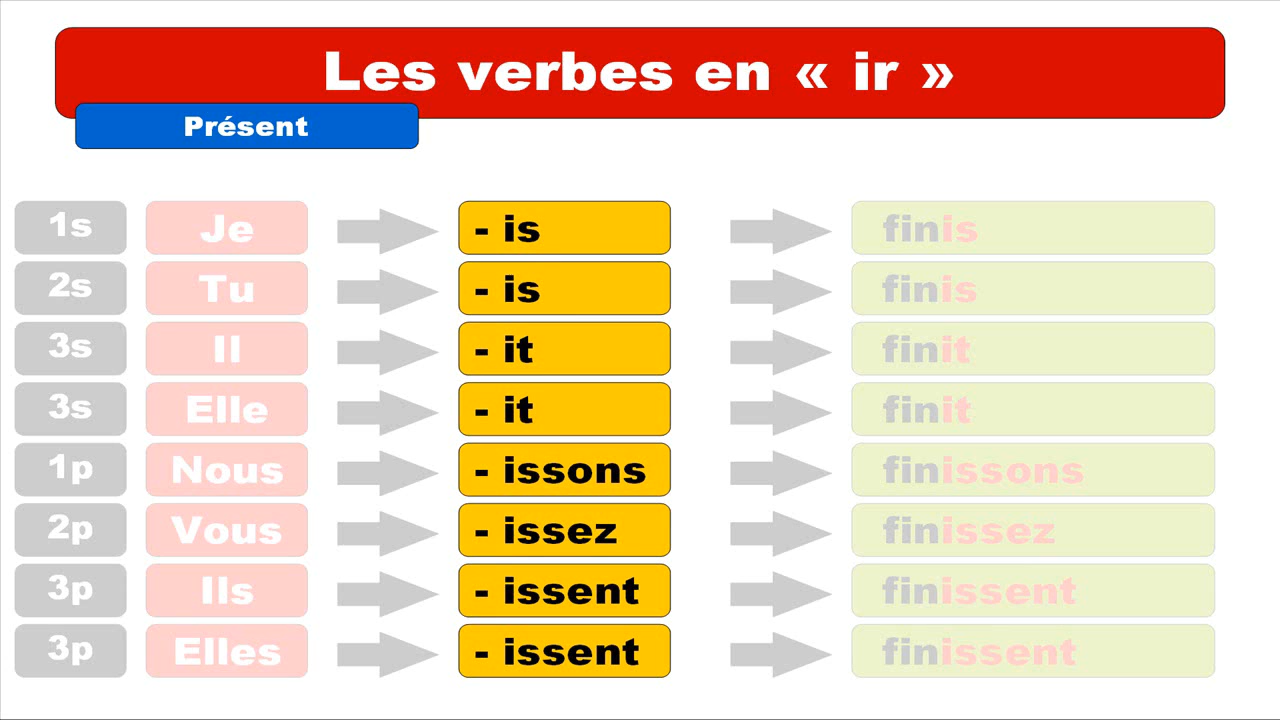 Les verbes en « ir »
Présent
1s Je - is finis
2s Tu - is finis
3s Il - it finit
3s Elle - it finit
1p Nous - issons finissons
2p Vous - issez finissez
3p Ils - issent finissent
3p Elles - issent finissent